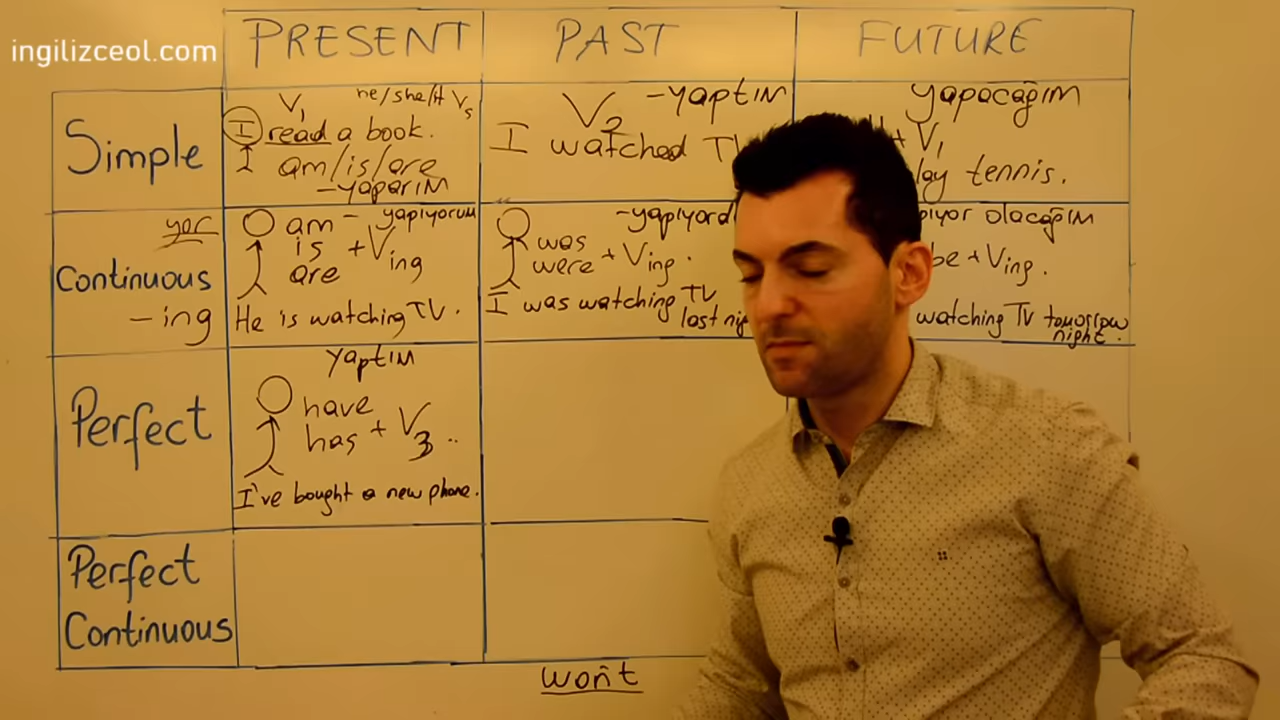 ingilizceol.com
PRESENT PAST FUTURE
Simple
V1 he/she/it Vs
I read a book.
I am/is/are
-yaparım
V2 -yaptım
I watched TV
yapacağım
+ V1
tennis.
Continuous
-ing
yor
am - yapıyorum
is + Ving
are
He is watching TV.
was
were + Ving.
I was watching TV
last
olacağım
be + Ving.
watching TV tomorrow
night.
Perfect
yaptım
have
has + V3 ..
I've bought a new phone.
Perfect
Continuous
won't